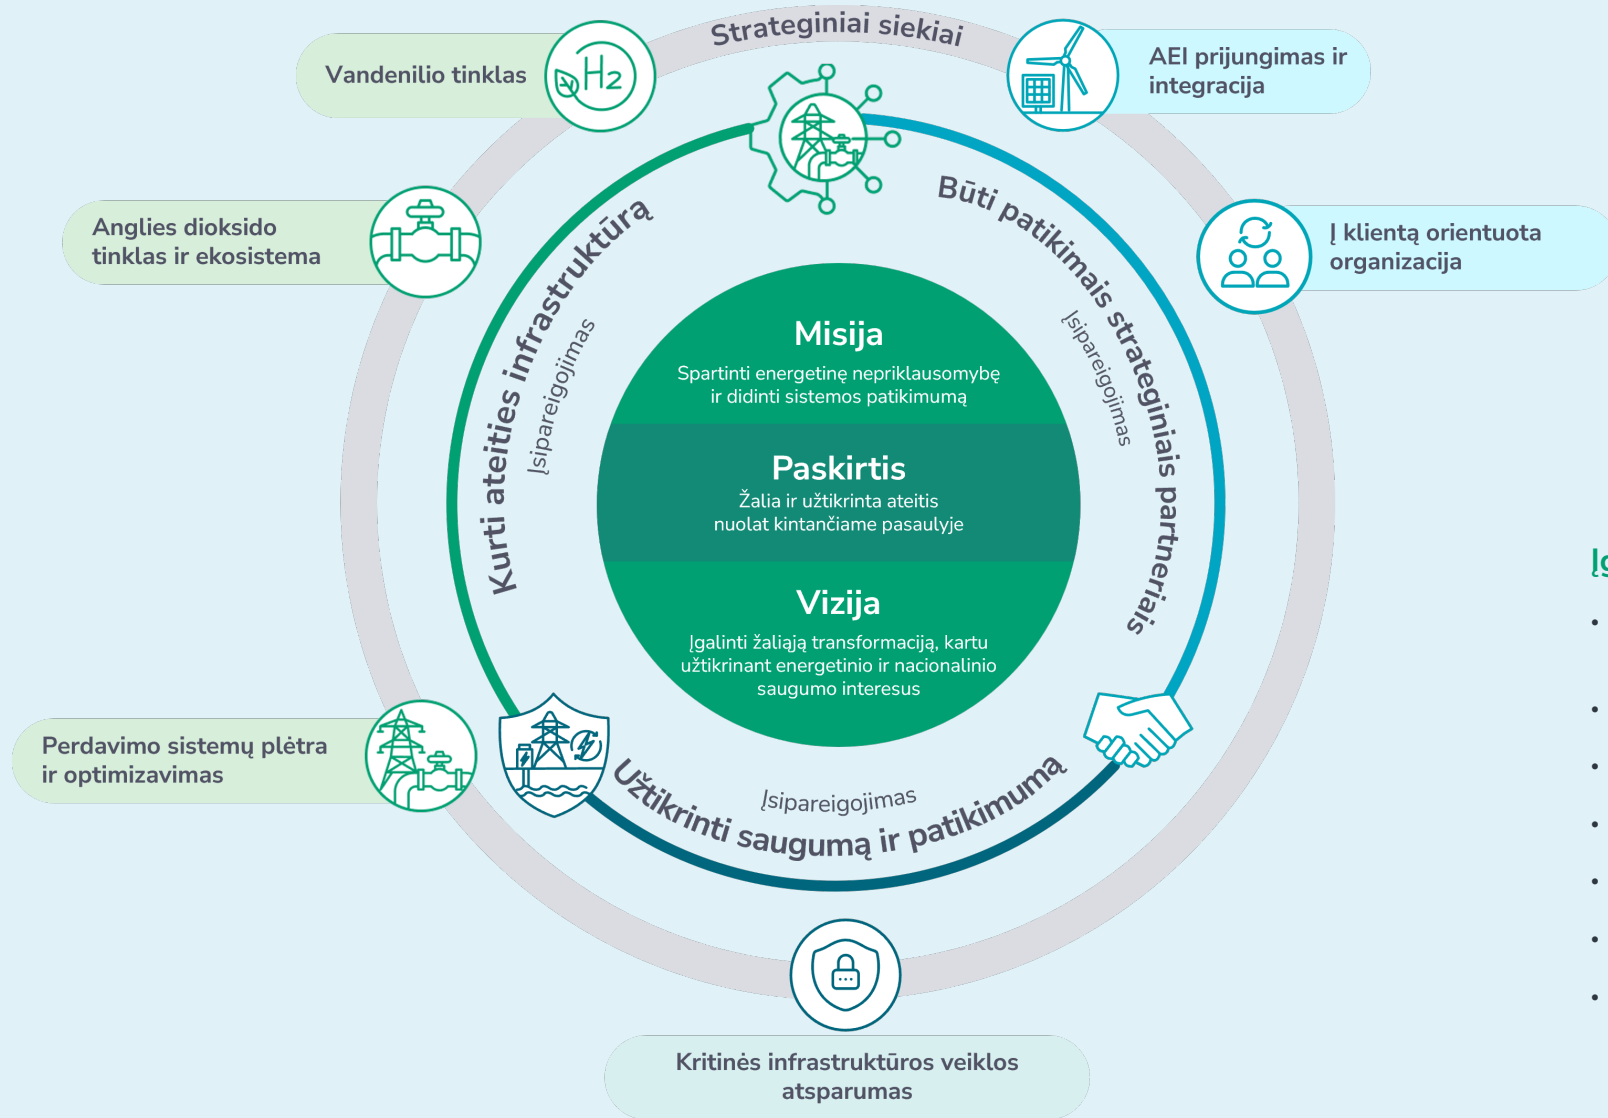 Strateginiai siekiai
Vandenilio tinklas
H2
AEI prijungimas ir
integracija
Anglies dioksido
tinklas ir ekosistema
Į klientą orientuota
organizacija
Kurti ateities infrastruktūrą
Įsipareigojimas
Būti patikimais strateginiais partneriais
Įsipareigojimas
Misija
Spartinti energetinę nepriklausomybę
ir didinti sistemos patikimumą
Paskirtis
Žalia ir užtikrinta ateitis
nuolat kintančiame pasaulyje
Vizija
Įgalinti žaliąją transformaciją, kartu
užtikrinant energetinio ir nacionalinio
saugumo interesus
Perdavimo sistemų plėtra
ir optimizavimas
Įsipareigojimas
Užtikrinti saugumą ir patikimumą
Kritinės infrastruktūros veiklos
atsparumas